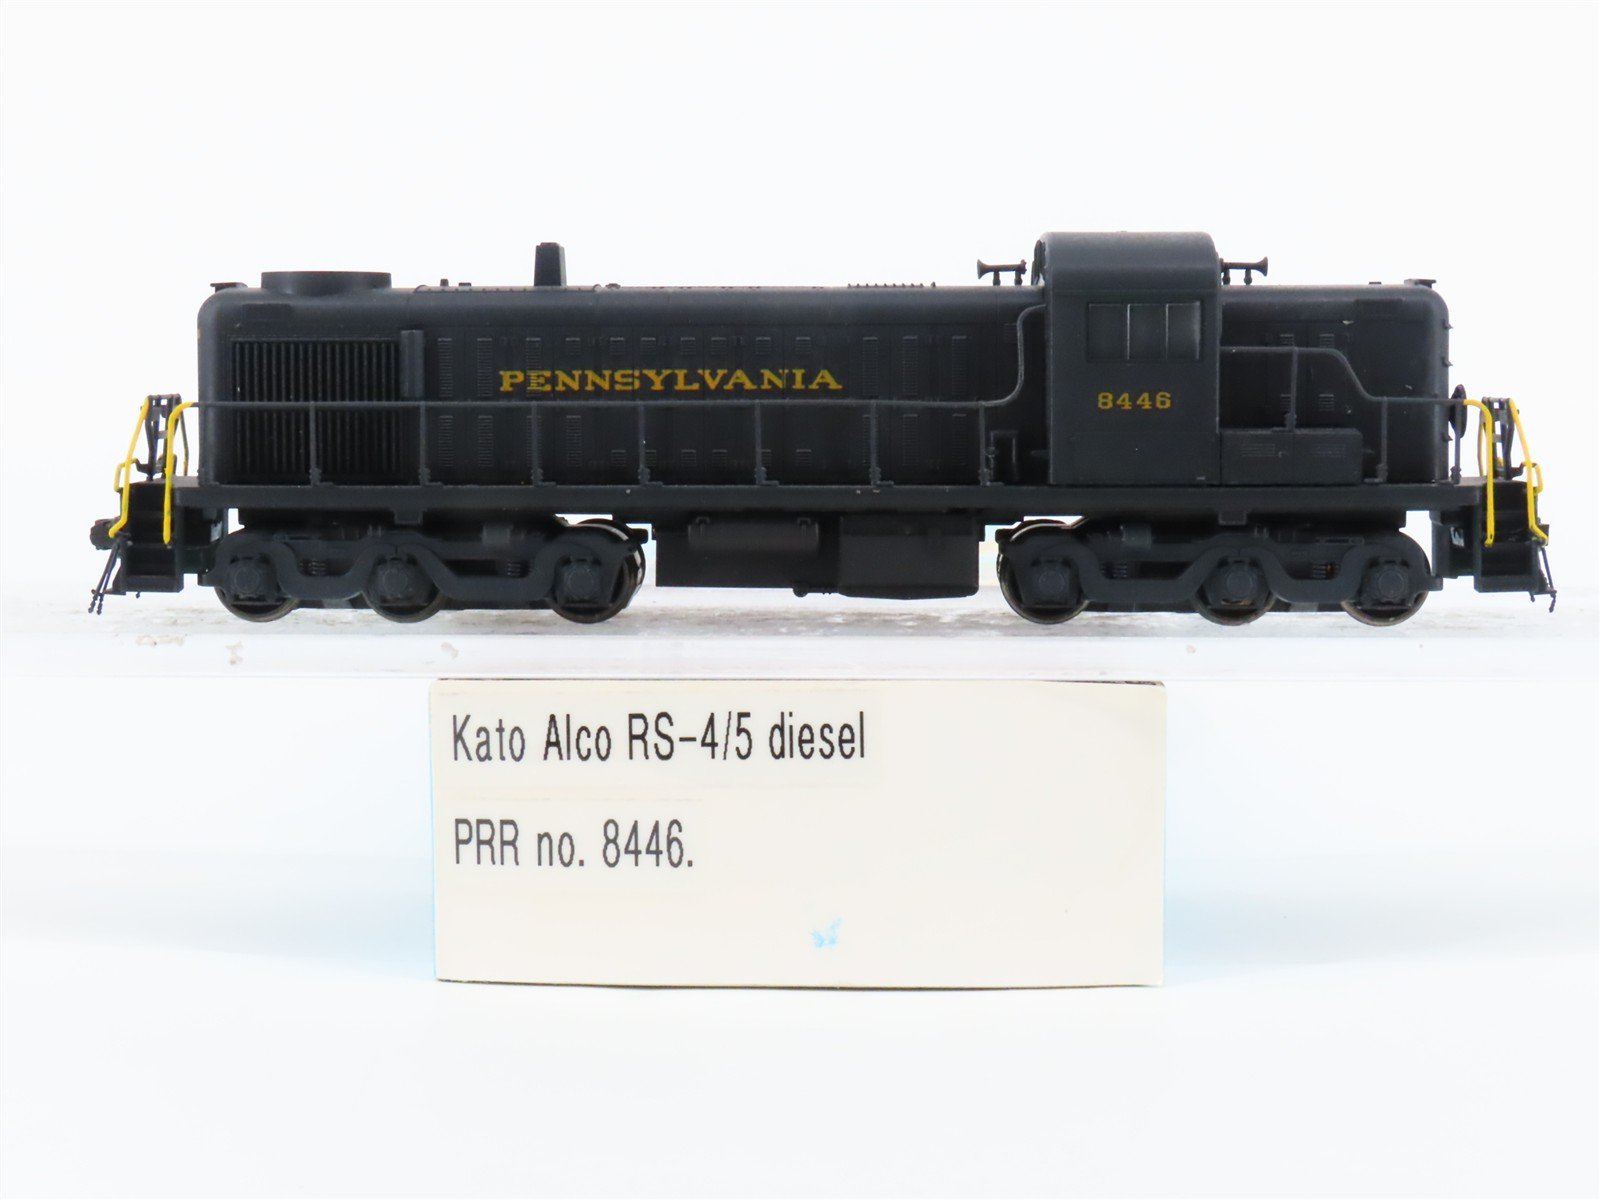 PENNSYLVANIA
8446
Kato Alco RS-4/5 diesel
PRR no. 8446.